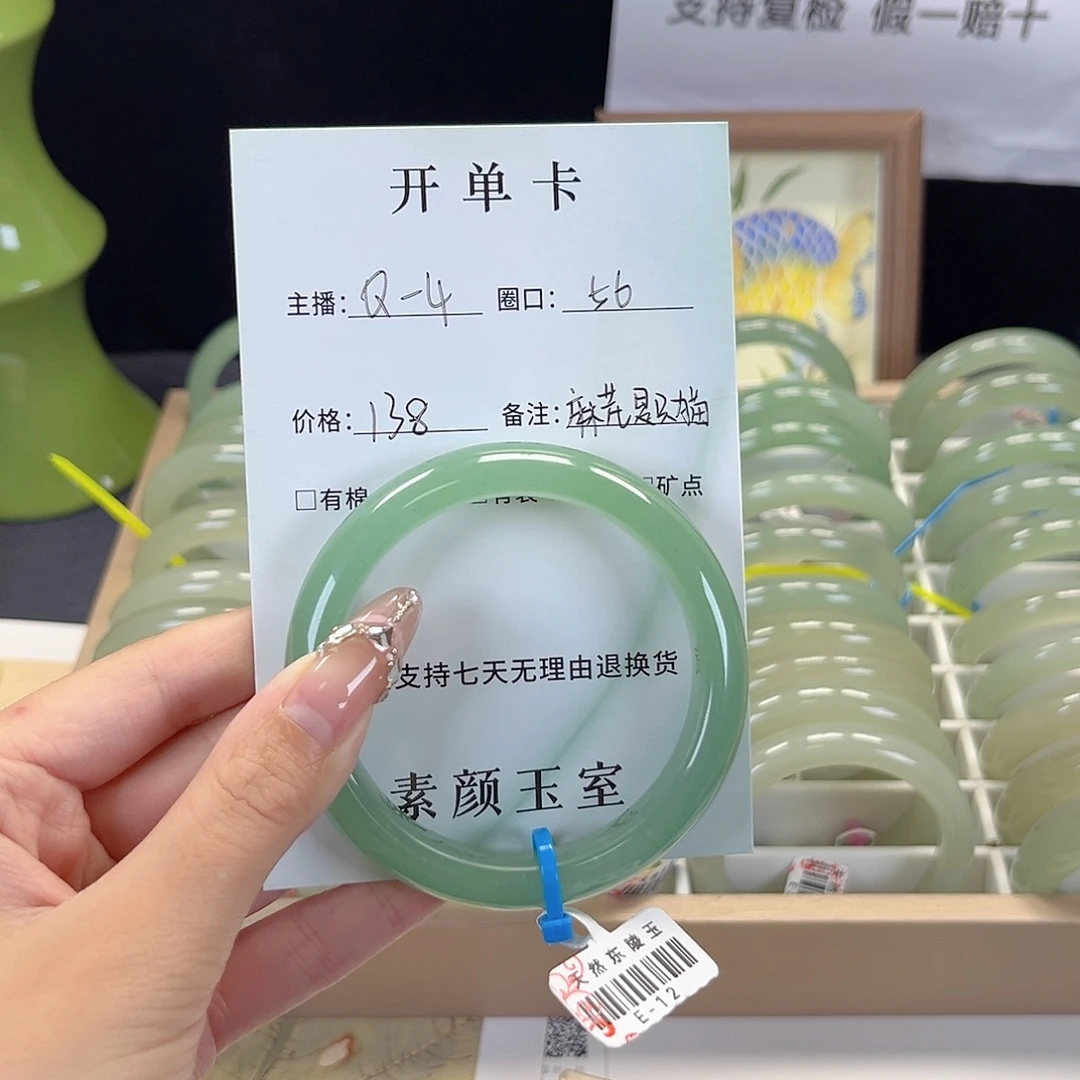 支持复检 假一赔十
开单卡
主播: Q-4 圈口: 56
价格: 138 备注:
□有棉
矿点
支持七天无理由退换货
素颜玉室
天然东陵玉
E-12